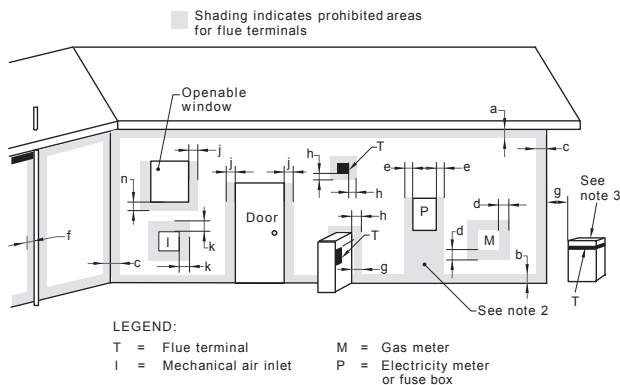 Shading indicates prohibited areas
for flue terminals
Openable
window
a
T
j
c
h
j
j
e
e
n
h
d
g
See
note 3
Door
P
h
f
I
k
T
d
M
k
c
g
b
T
See note 2
LEGEND:
T = Flue terminal
M = Gas meter
I = Mechanical air inlet
P = Electricity meter
or fuse box